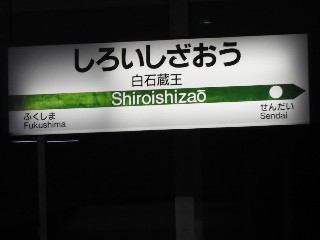 しろいしざおう
白石蔵王
Shiroishizaō
ふくしま
Fukushima
せんだい
Sendai